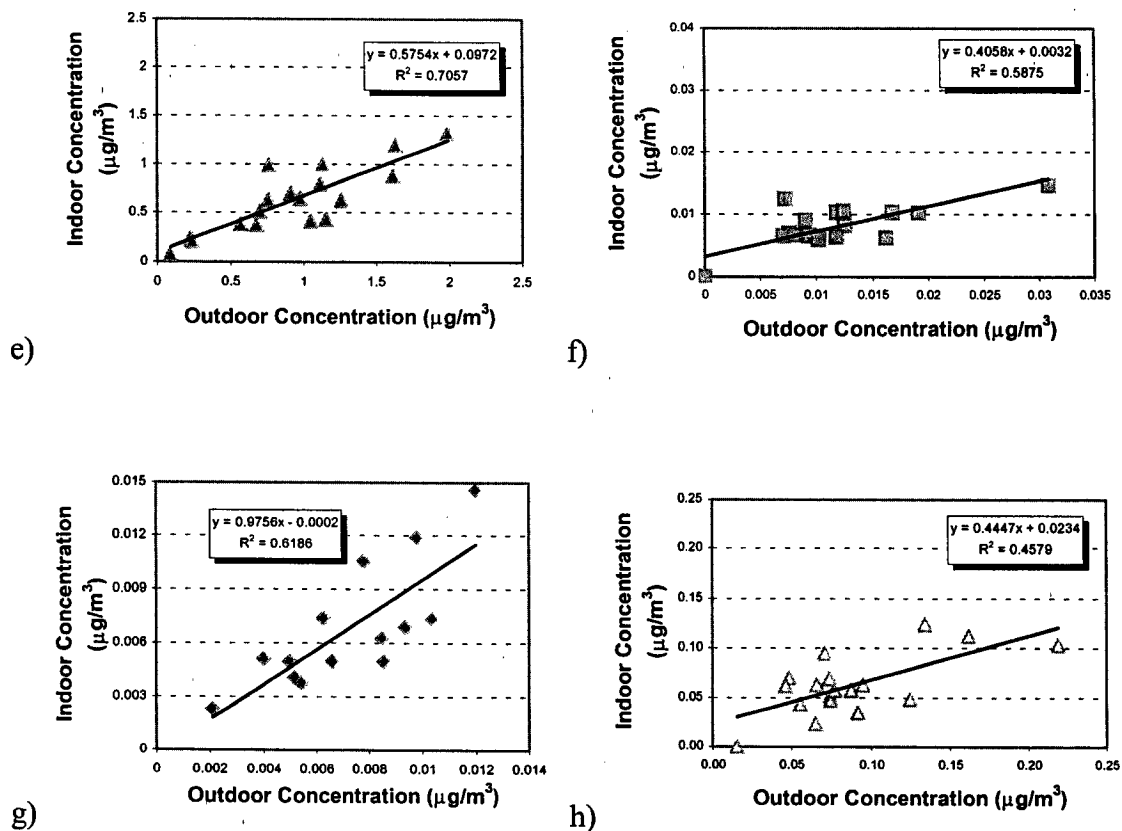 2.5
2
1.5
1
0.5
0
0
0.5
1
1.5
2
2.5
y = 0.5754x + 0.0972
R² = 0.7057
Indoor Concentration
(μg/m³)
Outdoor Concentration (μg/m³)
e)
0.04
0.03
0.02
0.01
0
0
0.005
0.01
0.015
0.02
0.025
0.03
0.035
y = 0.4058x + 0.0032
R² = 0.5875
Indoor Concentration
(μg/m³)
Outdoor Concentration (μg/m³)
f)
0.015
0.012
0.009
0.006
0.003
0
0
0.002
0.004
0.006
0.008
0.01
0.012
0.014
y = 0.9756x - 0.0002
R² = 0.6186
Indoor Concentration
(μg/m³)
Outdoor Concentration (μg/m³)
g)
0.25
0.20
0.15
0.10
0.05
0.00
0.00
0.05
0.10
0.15
0.20
0.25
y = 0.4447x + 0.0234
R² = 0.4579
Indoor Concentration
(μg/m³)
Outdoor Concentration (μg/m³)
h)